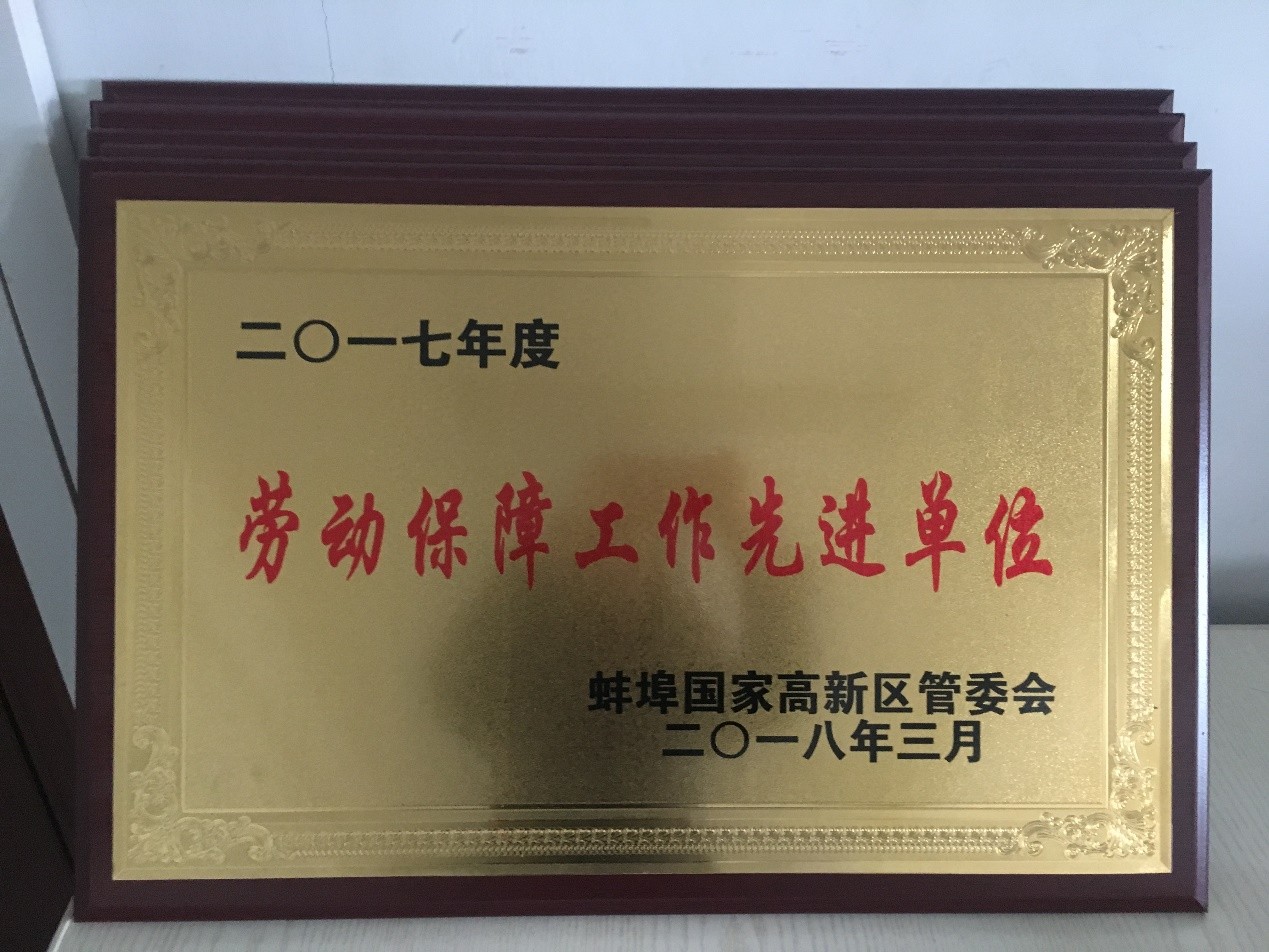 二〇一七年度
劳动保障工作先进单位
蚌埠国家高新区管委会
二〇一八年三月